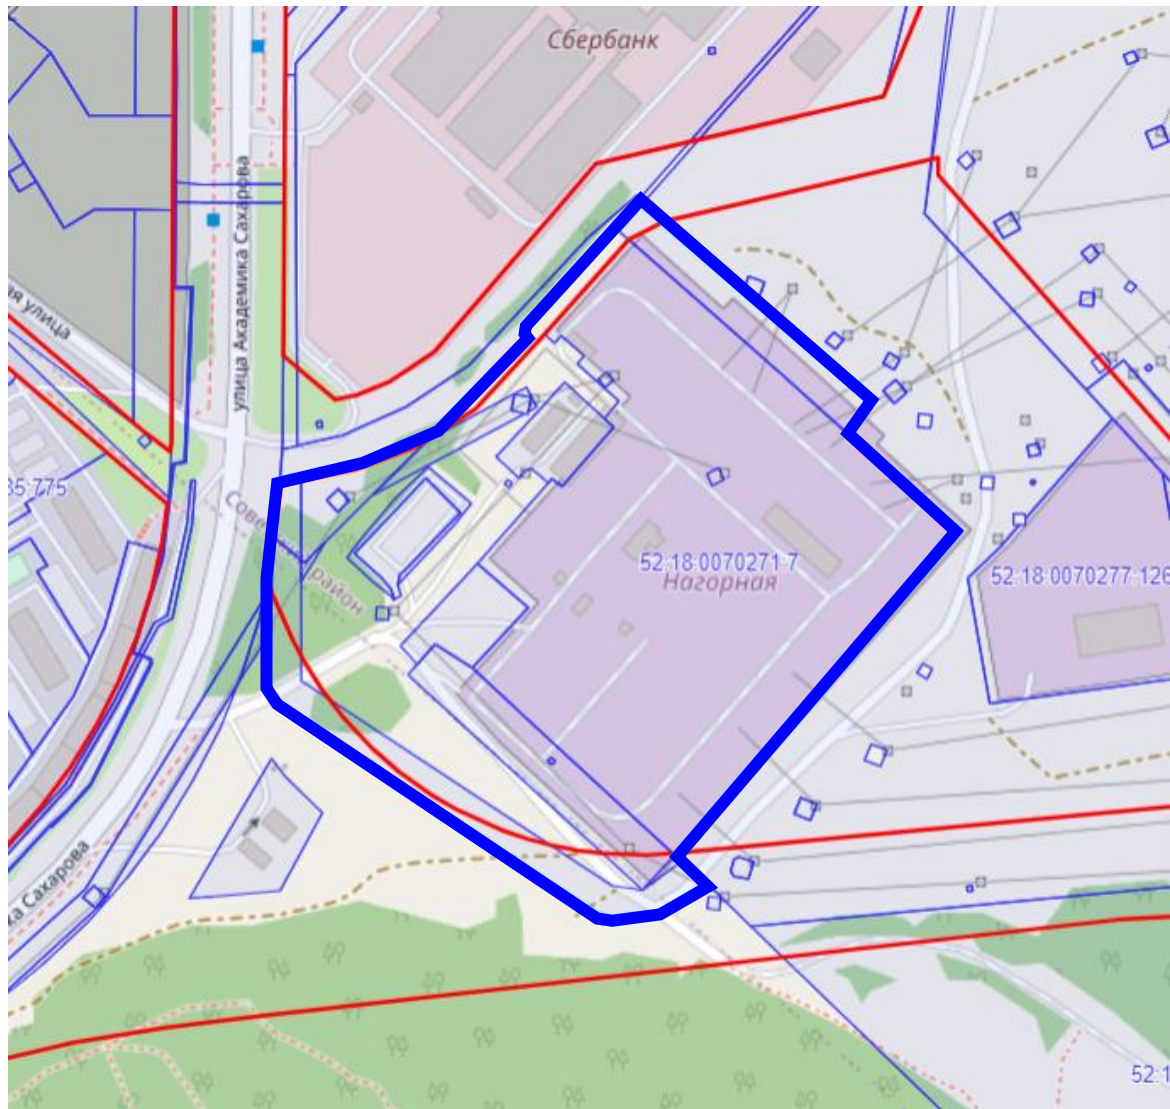 Сбербанк
улица Академика Сахарова
ая улица
35:775
Советский район
52:18:0070271:7
Нагорная
52:18:0070277:126
та Сахарова
52:1